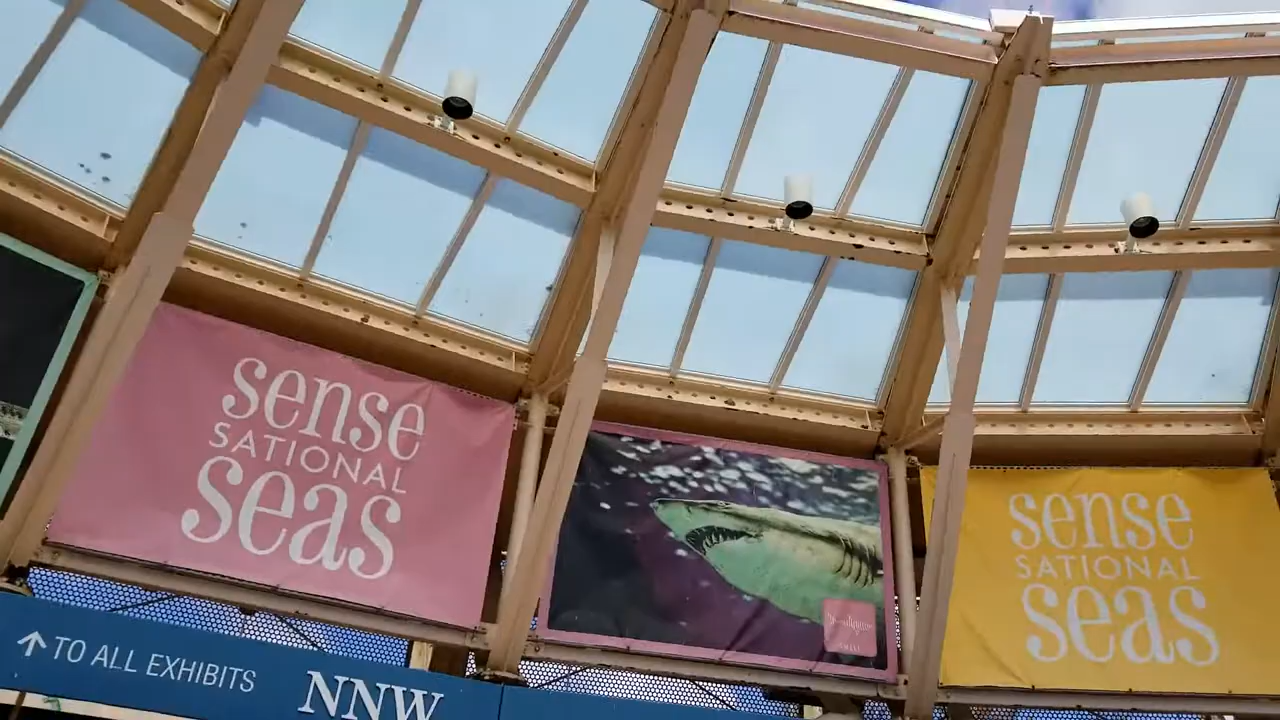 sense
SATIONAL
seas
sense
SATIONAL
seas
TO ALL EXHIBITS
NNW